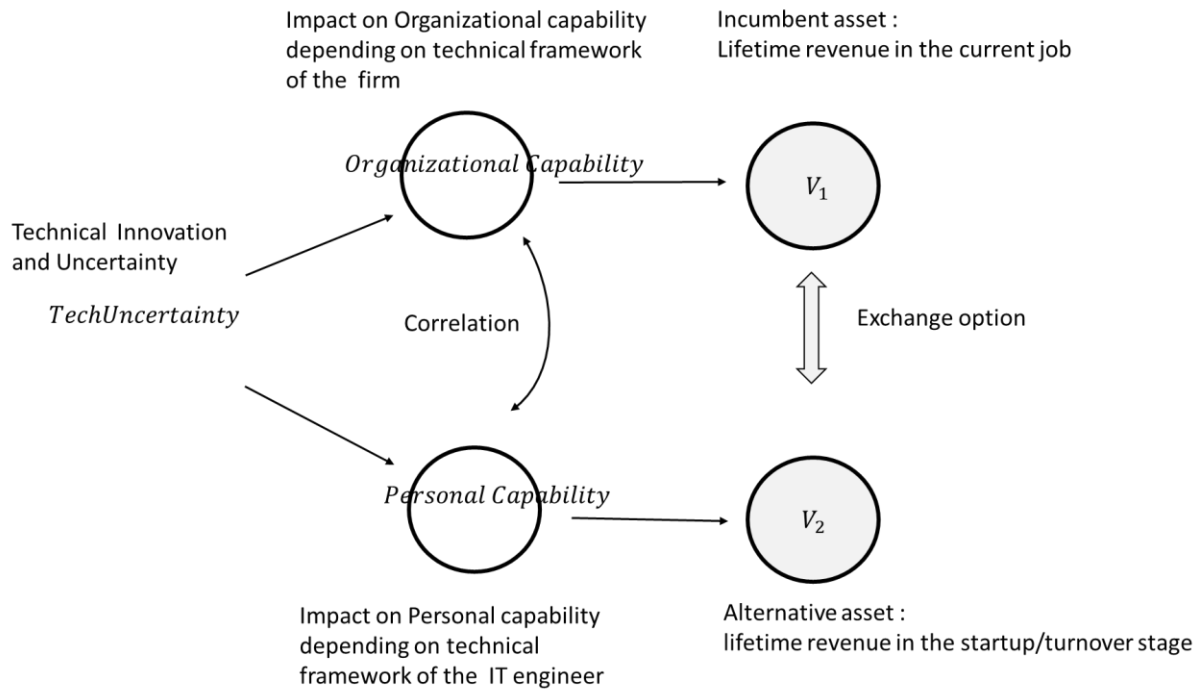 Impact on Organizational capability
depending on technical framework
of the firm
Incumbent asset :
Lifetime revenue in the current job
Organizational Capability
V₁
Technical Innovation
and Uncertainty
TechUncertainty
Correlation
Exchange option
Personal Capability
V₂
Impact on Personal capability
depending on technical
framework of the IT engineer
Alternative asset :
lifetime revenue in the startup/turnover stage